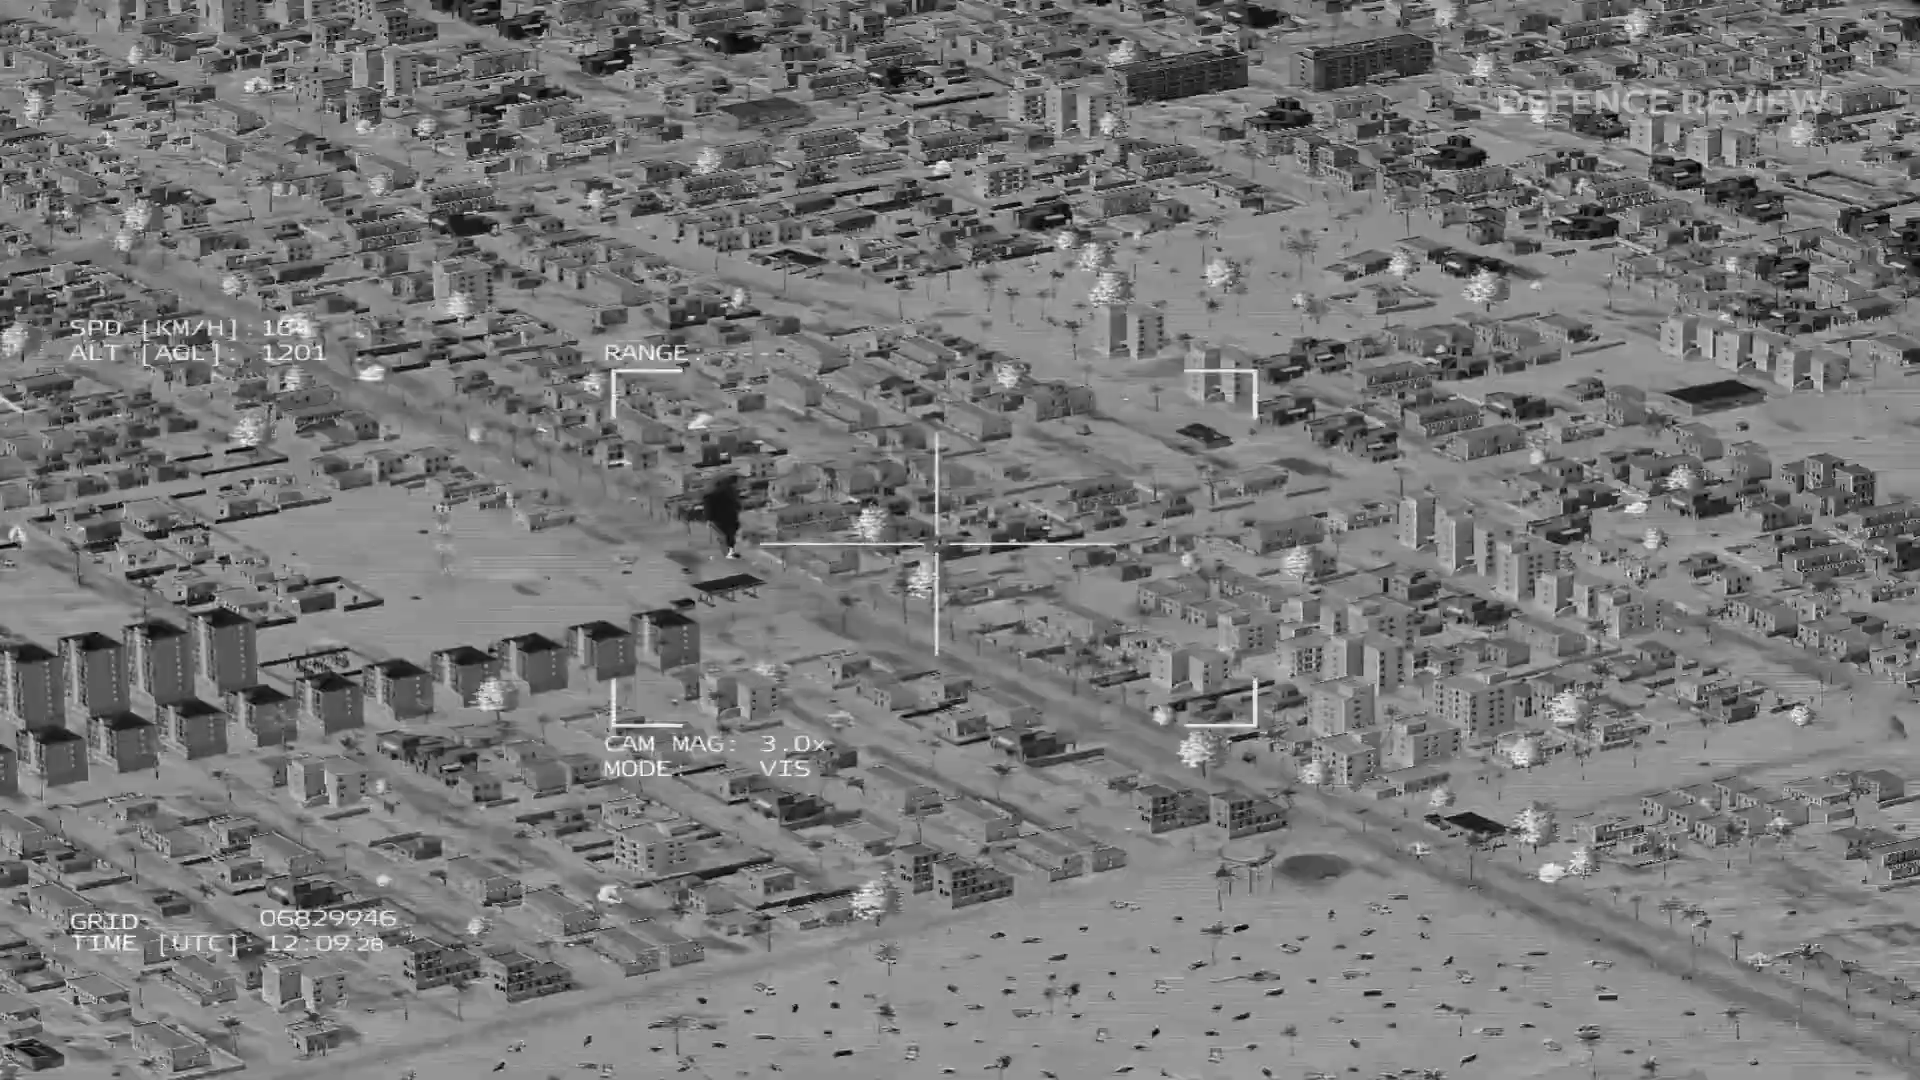 DEFENCE REVIEW
SPD [KM/H]: 164
ALT [AGL]: 1201
RANGE: ----
CAM MAG: 3.0x
MODE: VIS
GRID: 06829946
TIME [UTC]: 12:09.28